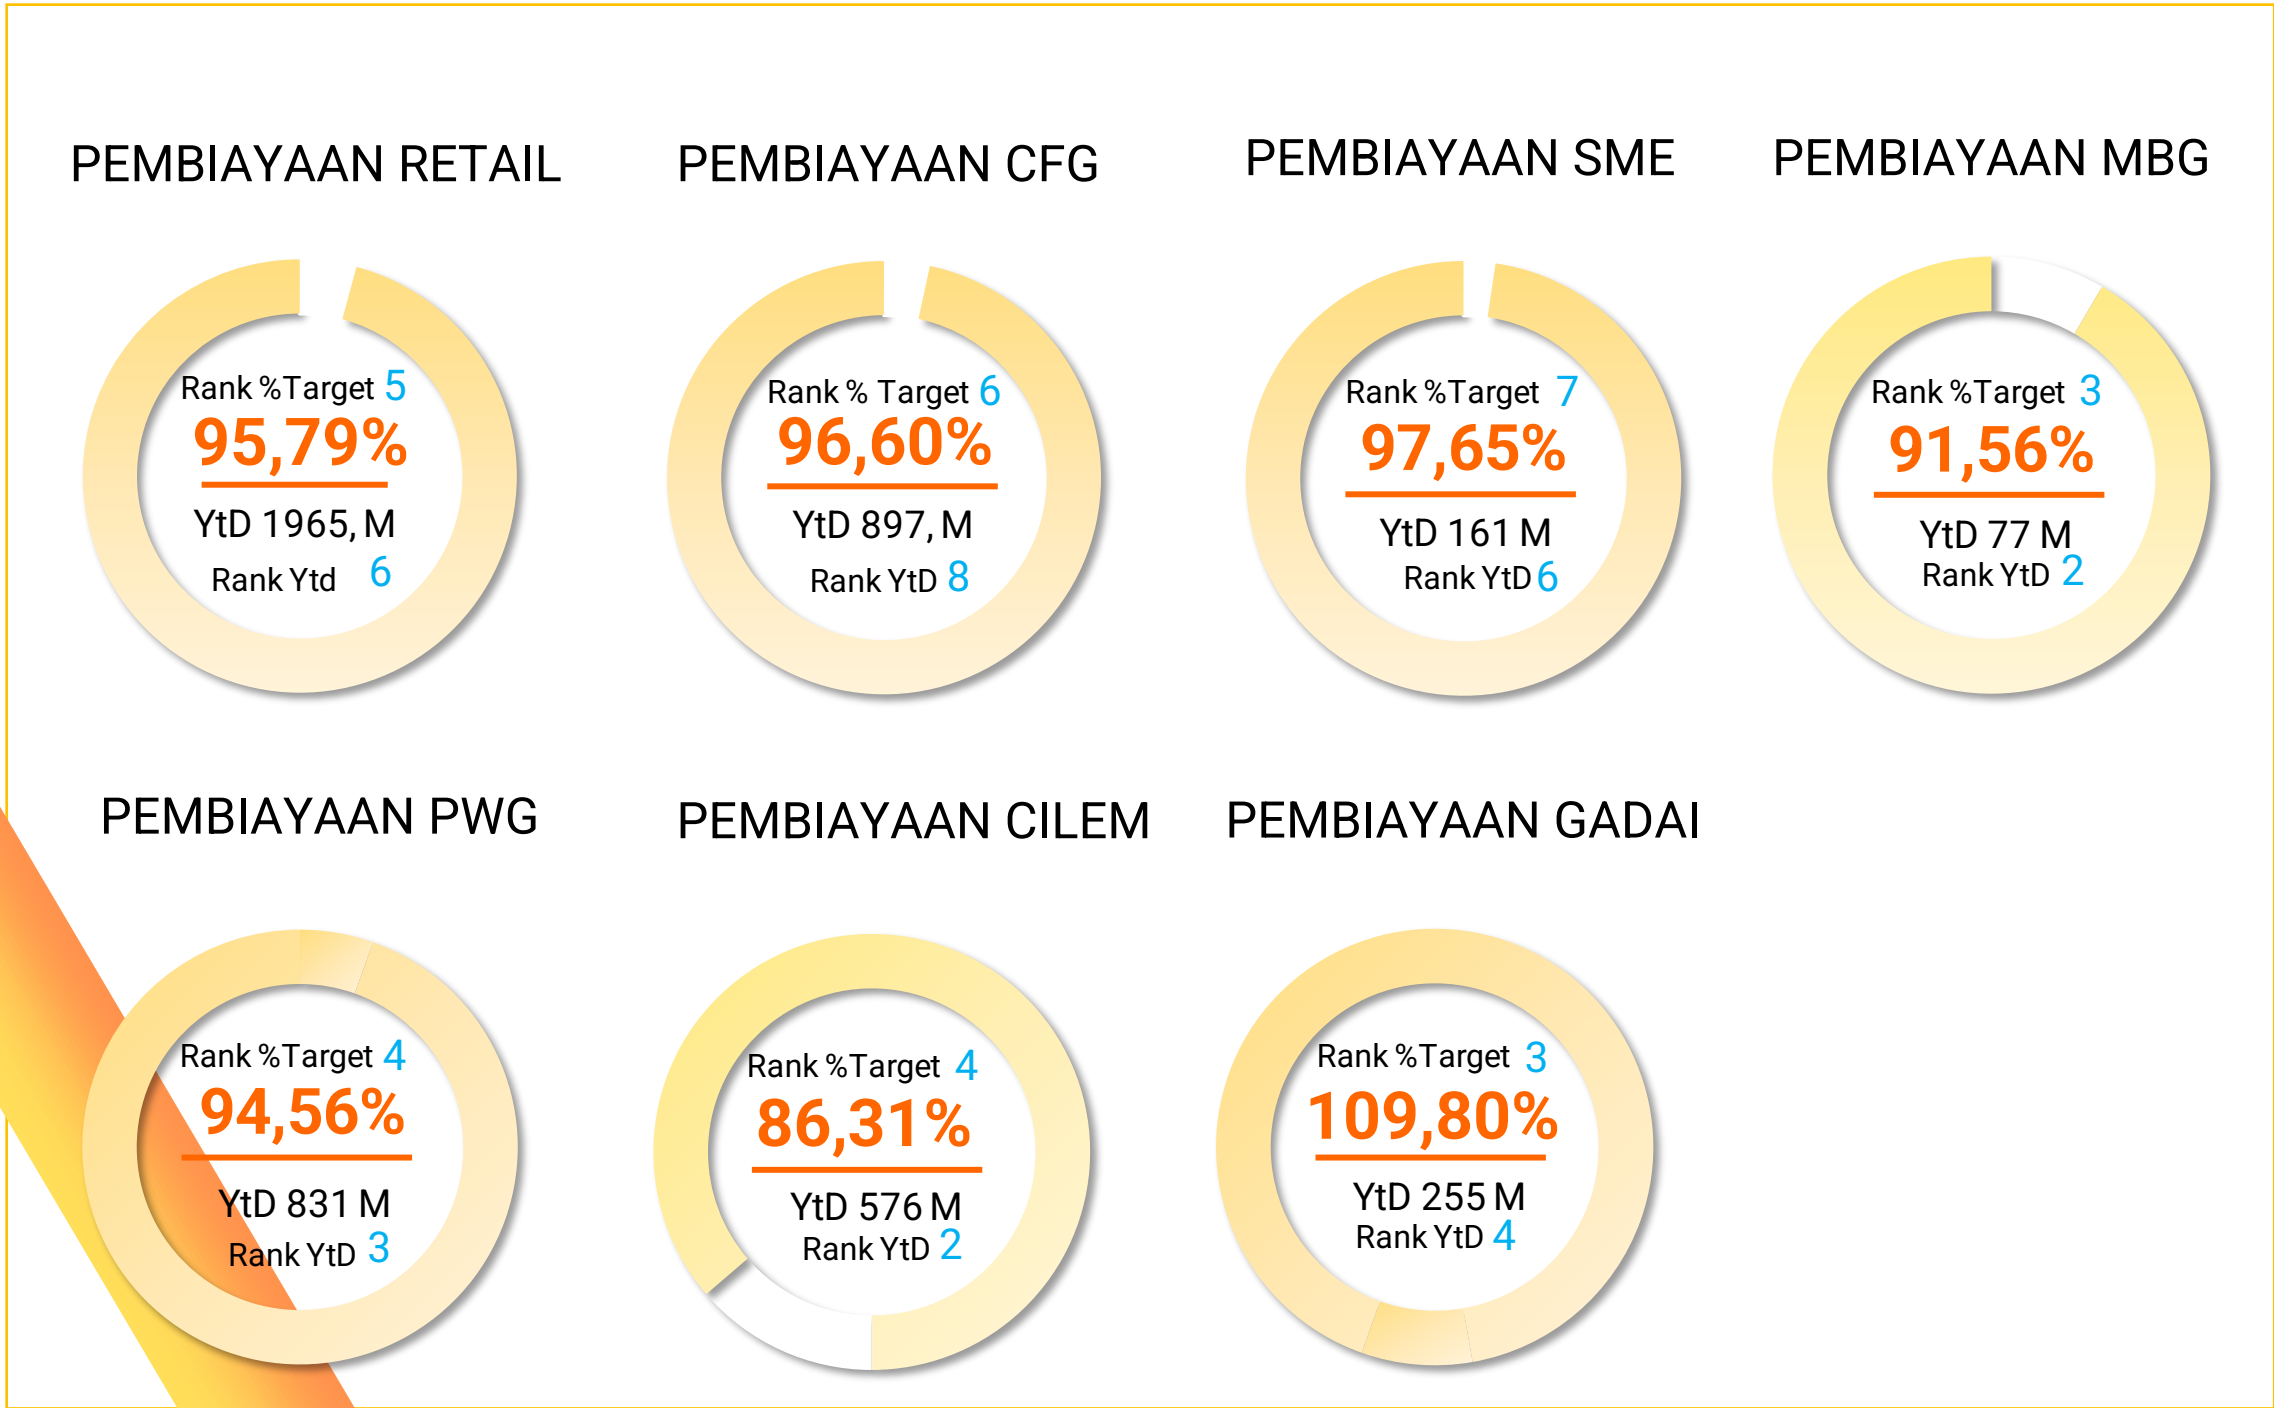 PEMBIAYAAN RETAIL
Rank %Target 5
95,79%
YtD 1965, M
Rank Ytd 6
PEMBIAYAAN CFG
Rank % Target 6
96,60%
YtD 897, M
Rank YtD 8
PEMBIAYAAN SME
Rank %Target 7
97,65%
YtD 161 M
Rank YtD 6
PEMBIAYAAN MBG
Rank %Target 3
91,56%
YtD 77 M
Rank YtD 2
PEMBIAYAAN PWG
Rank %Target 4
94,56%
YtD 831 M
Rank YtD 3
PEMBIAYAAN CILEM
Rank %Target 4
86,31%
YtD 576 M
Rank YtD 2
PEMBIAYAAN GADAI
Rank %Target 3
109,80%
YtD 255 M
Rank YtD 4